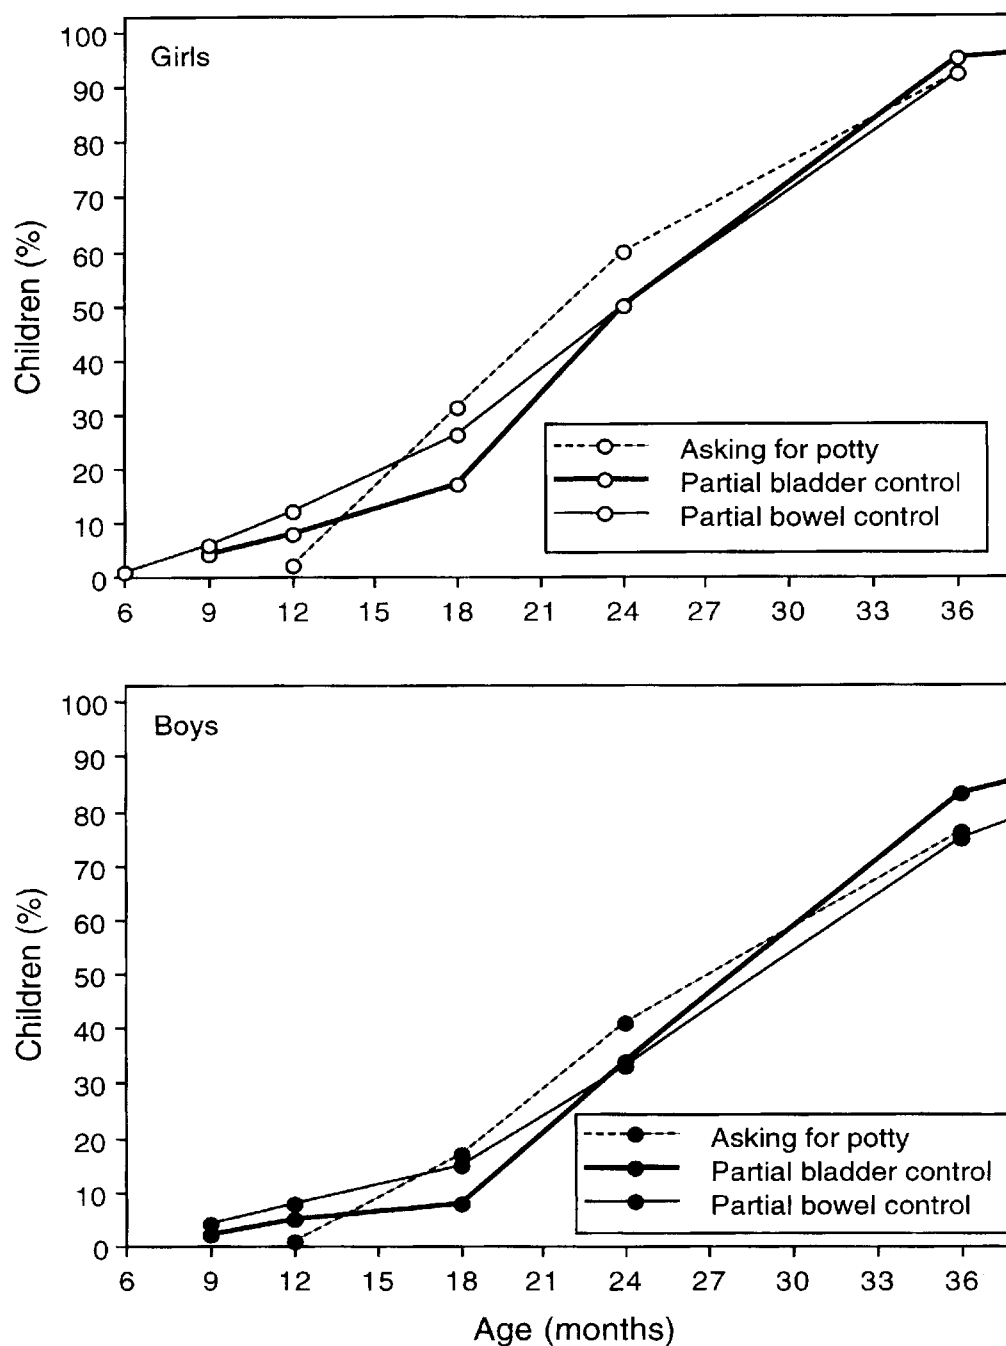 Girls
Children (%)
100
90
80
70
60
50
40
30
20
10
0
6 9 12 15 18 21 24 27 30 33 36
Asking for potty
Partial bladder control
Partial bowel control
Boys
Children (%)
100
90
80
70
60
50
40
30
20
10
0
6 9 12 15 18 21 24 27 30 33 36
Asking for potty
Partial bladder control
Partial bowel control
Age (months)